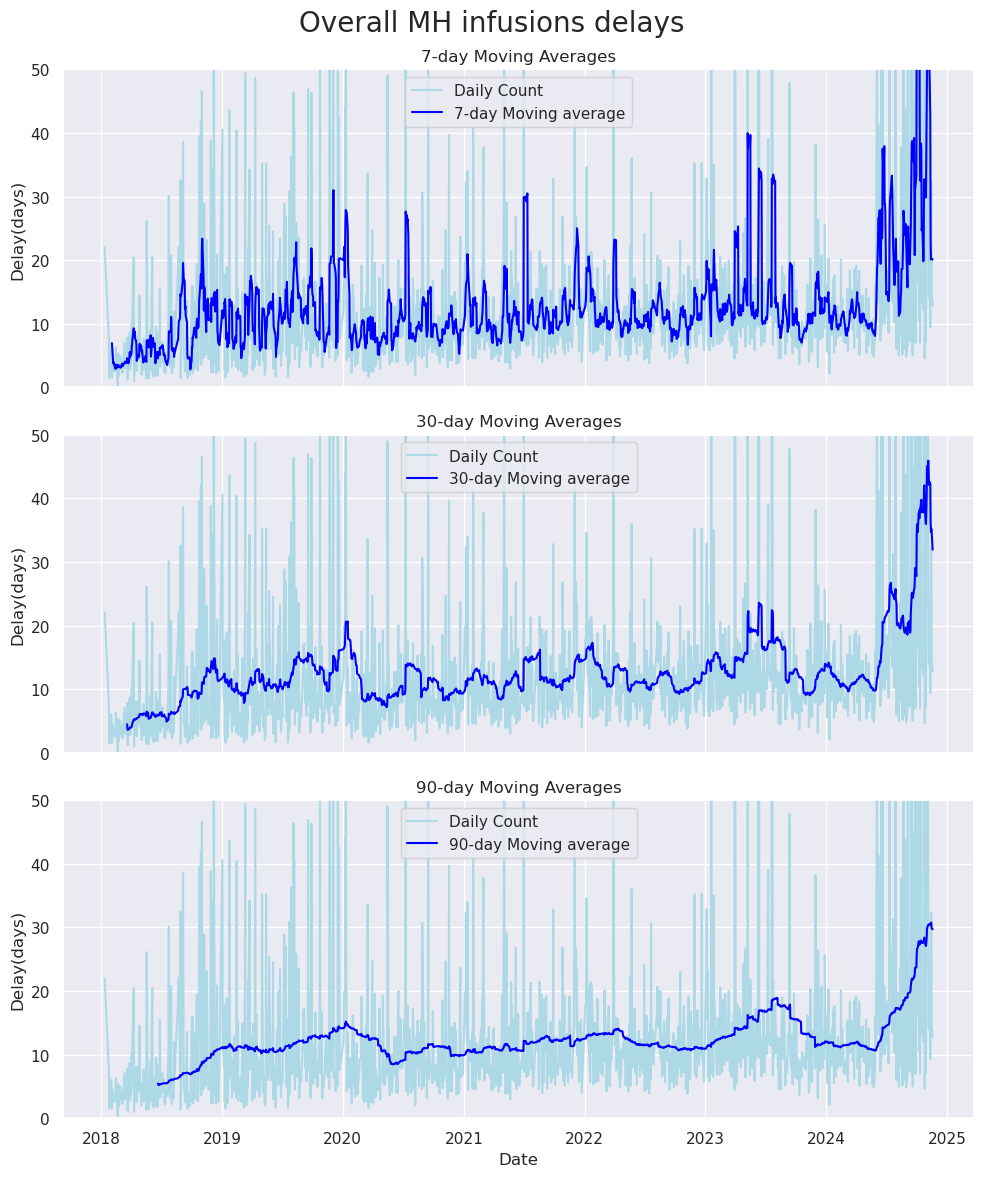 Overall MH infusions delays
7-day Moving Averages
50
40
30
20
10
0
Delay(days)
Daily Count
7-day Moving average
30-day Moving Averages
50
40
30
20
10
0
Delay(days)
Daily Count
30-day Moving average
90-day Moving Averages
50
40
30
20
10
0
Delay(days)
Daily Count
90-day Moving average
2018 2019 2020 2021 2022 2023 2024 2025
Date